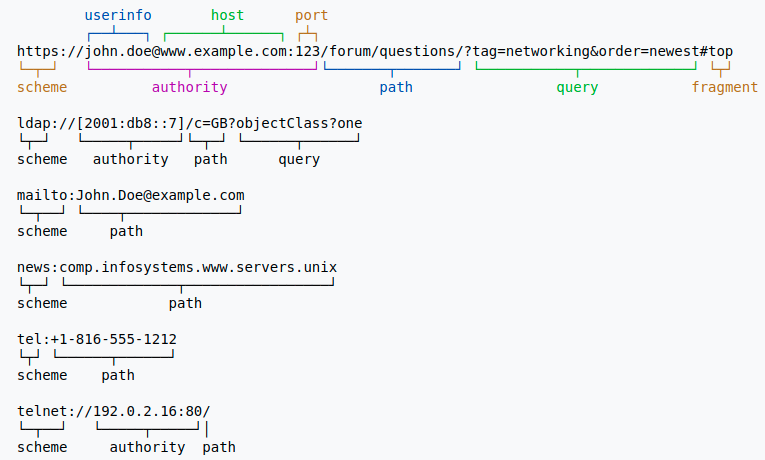 userinfo host port
https://john.doe@www.example.com:123/forum/questions/?tag=networking&order=newest#top
scheme authority path query fragment
ldap://[2001:db8::7]/c=GB?objectClass?one
scheme authority path query
mailto:John.Doe@example.com
scheme path
news:comp.infosystems.www.servers.unix
scheme path
tel:+1-816-555-1212
scheme path
telnet://192.0.2.16:80/
scheme authority path